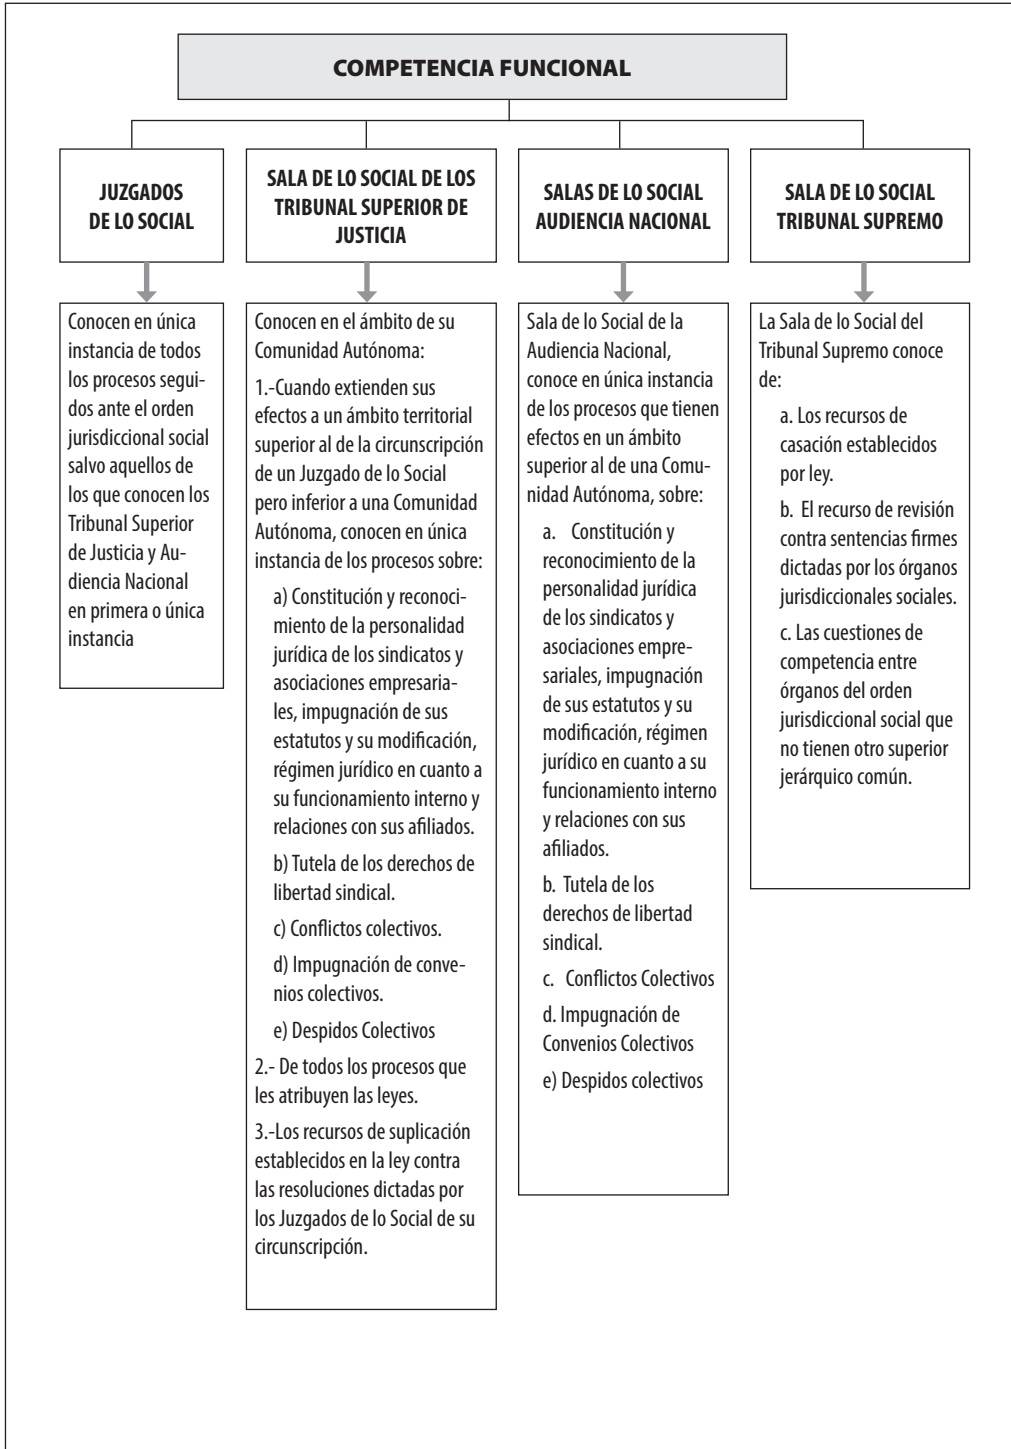 COMPETENCIA FUNCIONAL
JUZGADOS
DE LO SOCIAL
Conocen en única
instancia de todos
los procesos segui-
dos ante el orden
jurisdiccional social
salvo aquellos de
los que conocen los
Tribunal Superior
de Justicia y Au-
diencia Nacional
en primera o única
instancia
SALA DE LO SOCIAL DE LOS
TRIBUNAL SUPERIOR DE
JUSTICIA
Conocen en el ámbito de su
Comunidad Autónoma:
1.-Cuando extienden sus
efectos a un ámbito territorial
superior al de la circunscripción
de un Juzgado de lo Social
pero inferior a una Comunidad
Autónoma, conocen en única
instancia de los procesos sobre:
a) Constitución y reconoci-
miento de la personalidad
jurídica de los sindicatos y
asociaciones empresaria-
les, impugnación de sus
estatutos y su modificación,
régimen jurídico en cuanto a
su funcionamiento interno y
relaciones con sus afiliados.
b) Tutela de los derechos de
libertad sindical.
c) Conflictos colectivos.
d) Impugnación de conve-
nios colectivos.
e) Despidos Colectivos
2.- De todos los procesos que
les atribuyen las leyes.
3.-Los recursos de suplicación
establecidos en la ley contra
las resoluciones dictadas por
los Juzgados de lo Social de su
circunscripción.
SALAS DE LO SOCIAL
AUDIENCIA NACIONAL
Sala de lo Social de la
Audiencia Nacional,
conoce en única instancia
de los procesos que tienen
efectos en un ámbito
superior al de una Comu-
nidad Autónoma, sobre:
a. Constitución y
reconocimiento de la
personalidad jurídica
de los sindicatos y
asociaciones empre-
sariales, impugnación
de sus estatutos y su
modificación, régimen
jurídico en cuanto a su
funcionamiento interno
y relaciones con sus
afiliados.
b. Tutela de los
derechos de libertad
sindical.
c. Conflictos Colectivos
d. Impugnación de
Convenios Colectivos
e) Despidos colectivos
SALA DE LO SOCIAL
TRIBUNAL SUPREMO
La Sala de lo Social del
Tribunal Supremo conoce
de:
a. Los recursos de
casación establecidos
por ley.
b. El recurso de revisión
contra sentencias firmes
dictadas por los órganos
jurisdiccionales sociales.
c. Las cuestiones de
competencia entre
órganos del orden
jurisdiccional social que
no tienen otro superior
jerárquico común.